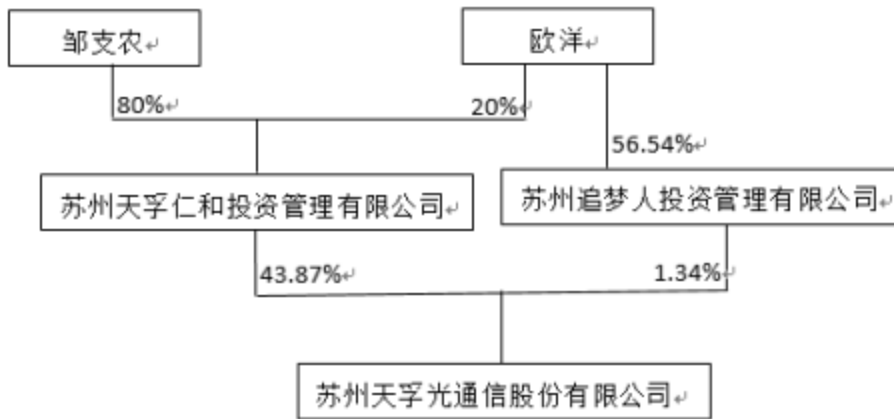 邹支农
欧洋
80%
20%
56.54%
苏州天孚仁和投资管理有限公司
苏州追梦人投资管理有限公司
43.87%
1.34%
苏州天孚光通信股份有限公司